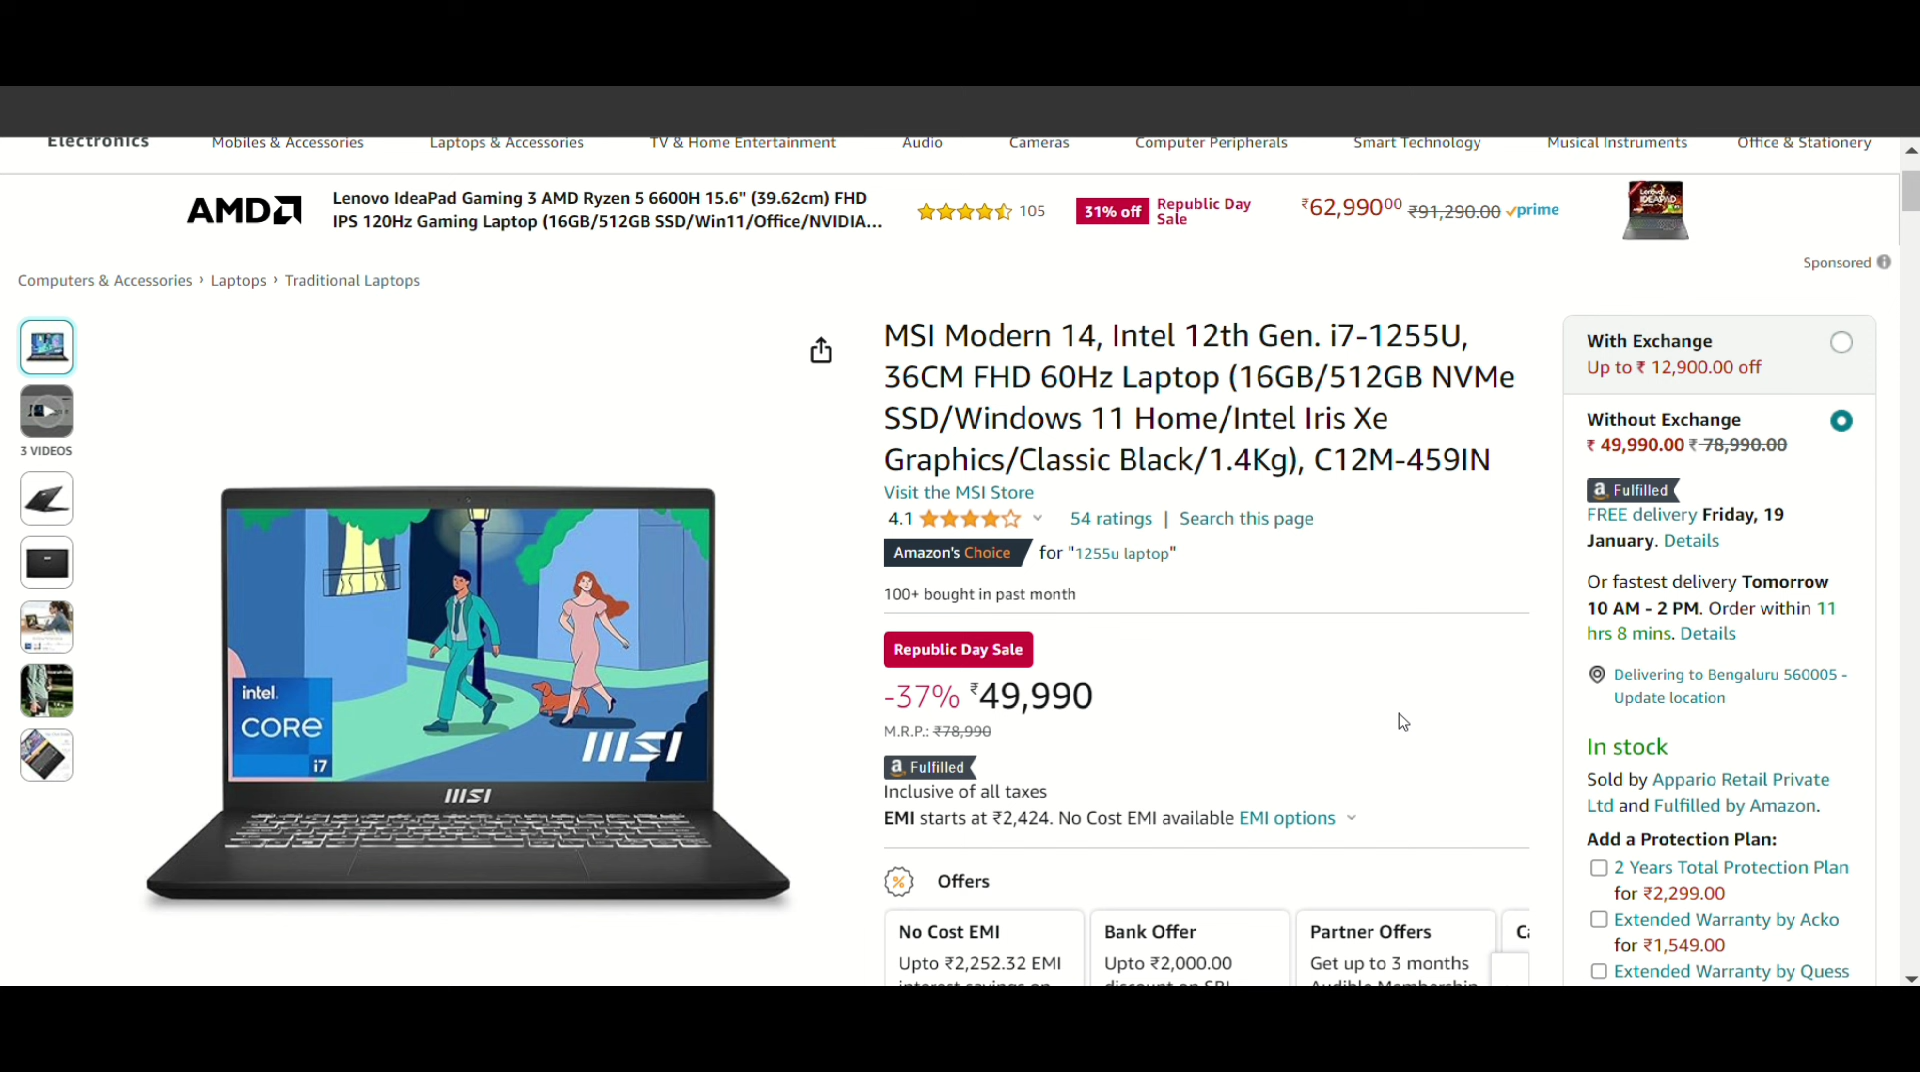 Electronics
Mobiles & Accessories
Laptops & Accessories
TV & Home Entertainment
Audio
Cameras
Computer Peripherals
Smart Technology
Musical Instruments
Office & Stationery
AMD
Lenovo IdeaPad Gaming 3 AMD Ryzen 5 6600H 15.6" (39.62cm) FHD
IPS 120Hz Gaming Laptop (16GB/512GB SSD/Win11/Office/NVIDIA...
105
31% off
Republic Day
Sale
₹62,990⁰⁰ ₹91,290.00 prime
Sponsored
Computers & Accessories › Laptops › Traditional Laptops
3 VIDEOS
intel.
CORE
i7
msi
msi
MSI Modern 14, Intel 12th Gen. i7-1255U,
36CM FHD 60Hz Laptop (16GB/512GB NVMe
SSD/Windows 11 Home/Intel Iris Xe
Graphics/Classic Black/1.4Kg), C12M-459IN
Visit the MSI Store
4.1
54 ratings | Search this page
Amazon's Choice for "1255u laptop"
100+ bought in past month
Republic Day Sale
-37% ₹49,990
M.R.P.: ₹78,990
a Fulfilled
Inclusive of all taxes
EMI starts at ₹2,424. No Cost EMI available EMI options
% Offers
No Cost EMI
Upto ₹2,252.32 EMI
interest savings on
Bank Offer
Upto ₹2,000.00
discount on SBI
Partner Offers
Get up to 3 months
Audible Membership
With Exchange
Up to ₹ 12,900.00 off
Without Exchange
₹ 49,990.00 ₹ 78,990.00
a Fulfilled
FREE delivery Friday, 19
January. Details
Or fastest delivery Tomorrow
10 AM - 2 PM. Order within 11
hrs 8 mins. Details
Delivering to Bengaluru 560005 -
Update location
In stock
Sold by Appario Retail Private
Ltd and Fulfilled by Amazon.
Add a Protection Plan:
2 Years Total Protection Plan
for ₹2,299.00
Extended Warranty by Acko
for ₹1,549.00
Extended Warranty by Quess